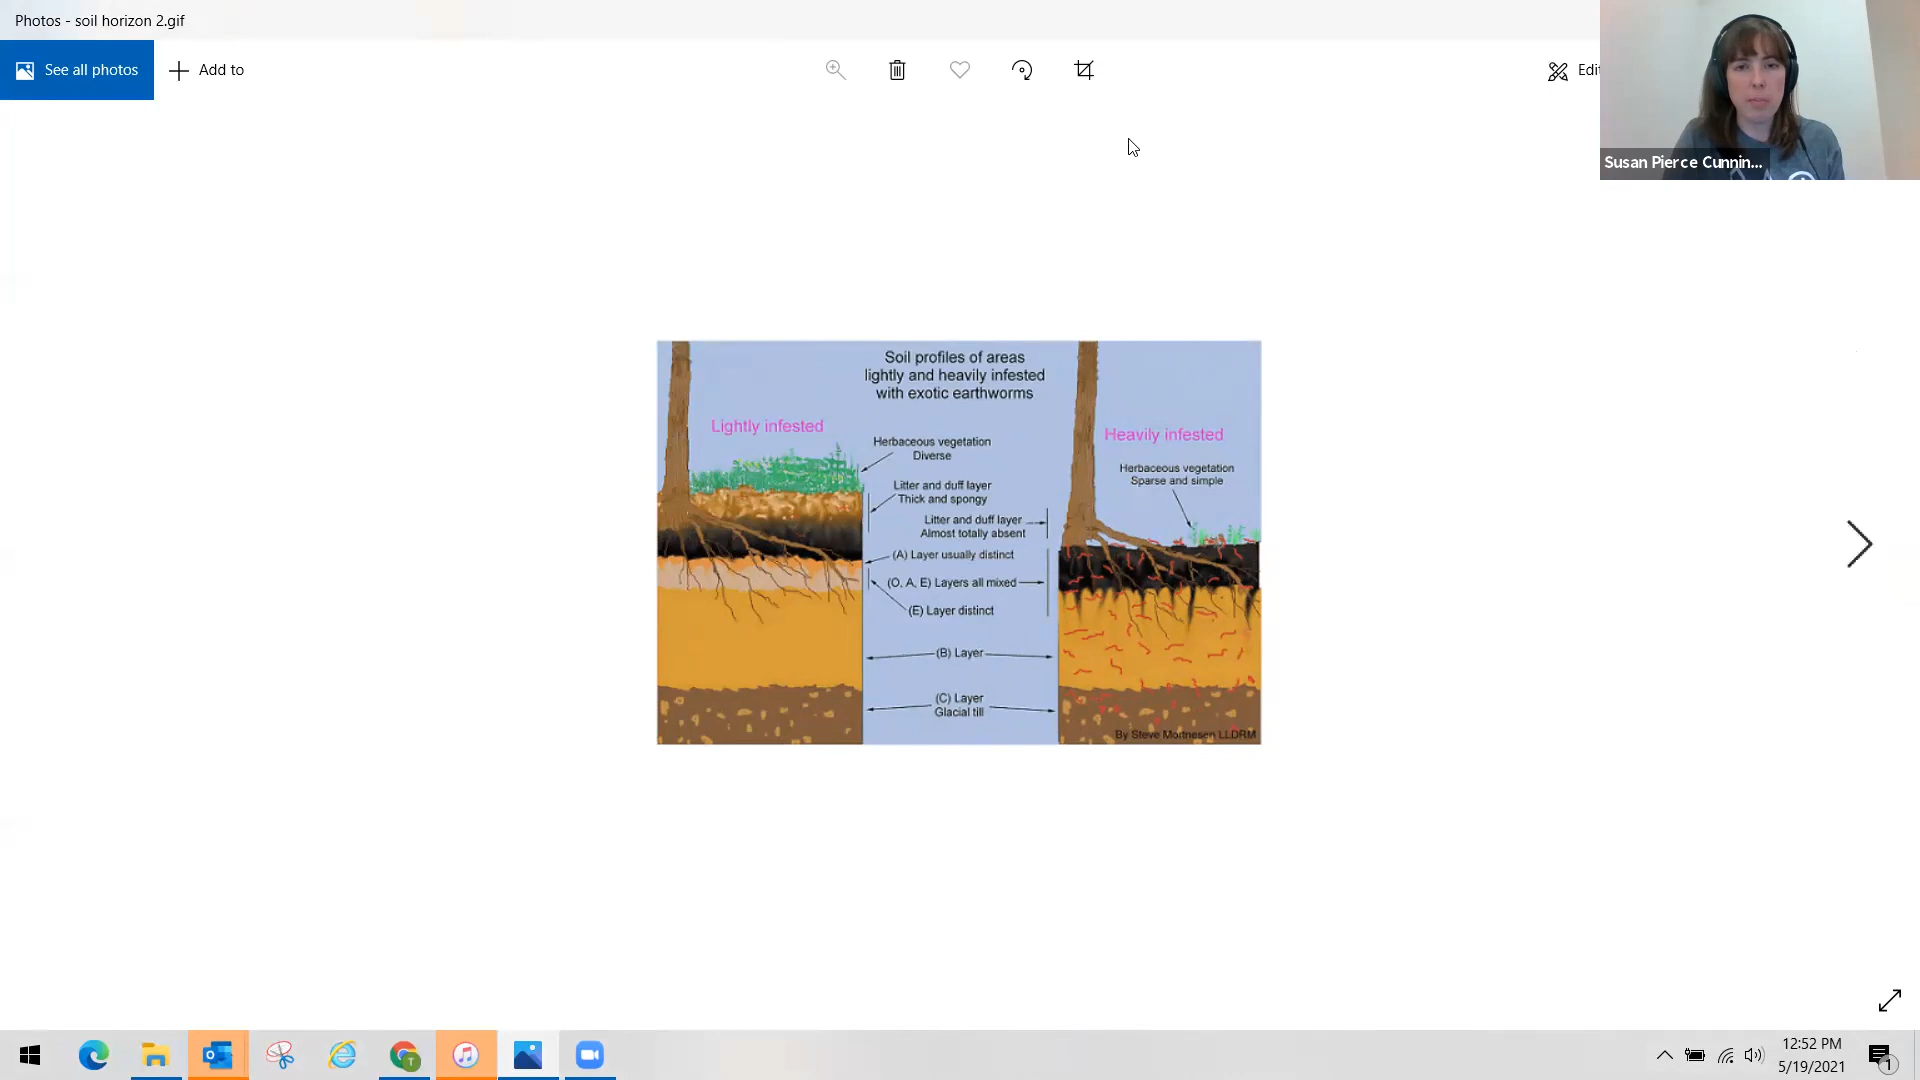 Photos - soil horizon 2.gif
See all photos
Add to
Edit
Susan Pierce Cunnin...
Soil profiles of areas
lightly and heavily infested
with exotic earthworms
Lightly infested
Heavily infested
Herbaceous vegetation
Diverse
Herbaceous vegetation
Sparse and simple
Litter and duff layer
Thick and spongy
Litter and duff layer
Almost totally absent
(A) Layer usually distinct
(O, A, E) Layers all mixed
(E) Layer distinct
(B) Layer
(C) Layer
Glacial till
By Steve Mortnesen LLDRM
T
12:52 PM
5/19/2021
1